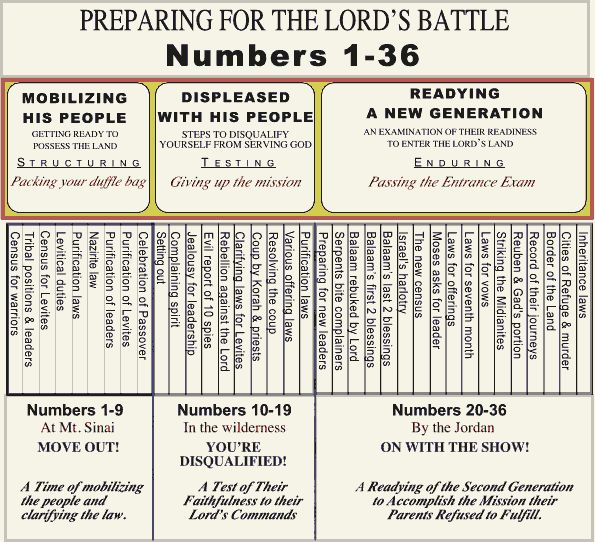 PREPARING FOR THE LORD'S BATTLE
Numbers 1-36
MOBILIZING
HIS PEOPLE
GETTING READY TO
POSSESS THE LAND
STRUCTURING
Packing your duffle bag
DISPLEASED
WITH HIS PEOPLE
STEPS TO DISQUALIFY
YOURSELF FROM SERVING GOD
TESTING
Giving up the mission
READYING
A NEW GENERATION
AN EXAMINATION OF THEIR READINESS
TO ENTER THE LORD'S LAND
ENDURING
Passing the Entrance Exam
Census for warriors
Tribal positions & leaders
Census for Levites
Levitical duties
Purification laws
Nazirite law
Purification of leaders
Purification of Levites
Celebration of Passover
Setting out
Complaining spirit
Jealousy for leadership
Evil report of 10 spies
Rebellion against the Lord
Clarifying laws for Levites
Coup by Korah & priests
Resolving the coup
Various offering laws
Purification laws
Preparing for new leaders
Serpents bite complainers
Balaam rebuked by Lord
Balaam's first 2 blessings
Balaam's last 2 blessings
Israel's harlotry
The new census
Moses asks for leader
Laws for offerings
Laws for seventh month
Laws for vows
Striking the Midianites
Reuben & Gad's portion
Record of their journeys
Border of the Land
Cities of Refuge & murder
Inheritance laws
Numbers 1-9
At Mt. Sinai
MOVE OUT!
A Time of mobilizing
the people and
clarifying the law.
Numbers 10-19
In the wilderness
YOU'RE
DISQUALIFIED!
A Test of Their
Faithfulness to their
Lord's Commands
Numbers 20-36
By the Jordan
ON WITH THE SHOW!
A Readying of the Second Generation
to Accomplish the Mission their
Parents Refused to Fulfill.